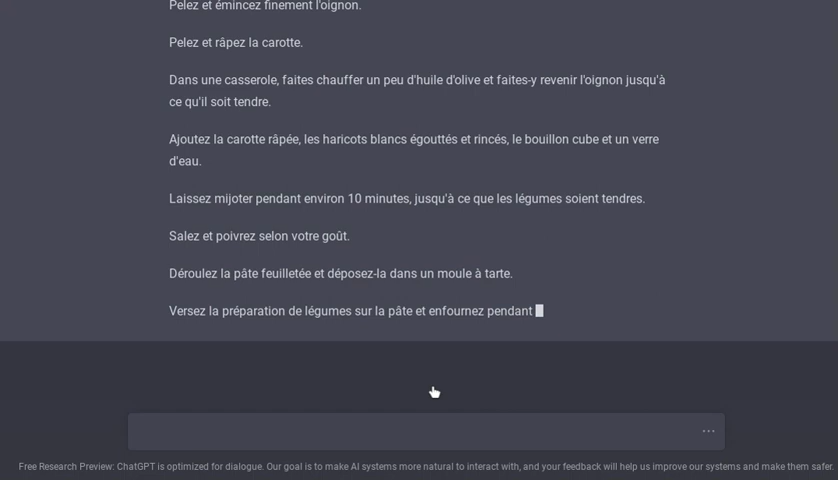 Pelez et émincez finement l'oignon.
Pelez et râpez la carotte.
Dans une casserole, faites chauffer un peu d'huile d'olive et faites-y revenir l'oignon jusqu'à
ce qu'il soit tendre.
Ajoutez la carotte râpée, les haricots blancs égouttés et rincés, le bouillon cube et un verre
d'eau.
Laissez mijoter pendant environ 10 minutes, jusqu'à ce que les légumes soient tendres.
Salez et poivrez selon votre goût.
Déroulez la pâte feuilletée et déposez-la dans un moule à tarte.
Versez la préparation de légumes sur la pâte et enfournez pendant
Free Research Preview: ChatGPT is optimized for dialogue. Our goal is to make AI systems more natural to interact with, and your feedback will help us improve our systems and make them safer.